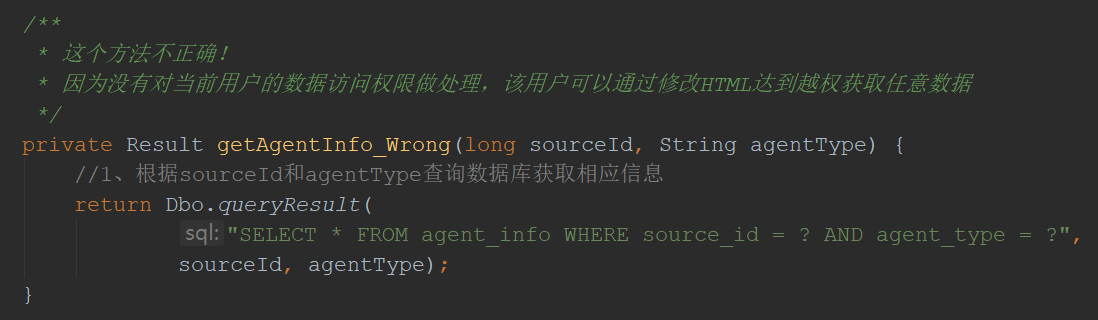 /**
 * 这个方法不正确!
 * 因为没有对当前用户的数据访问权限做处理，该用户可以通过修改HTML达到越权获取任意数据
 */
private Result getAgentInfo_Wrong(long sourceId, String agentType) {
    //1、根据sourceId和agentType查询数据库获取相应信息
    return Dbo.queryResult(
            sql: "SELECT * FROM agent_info WHERE source_id = ? AND agent_type = ?",
            sourceId, agentType);
}